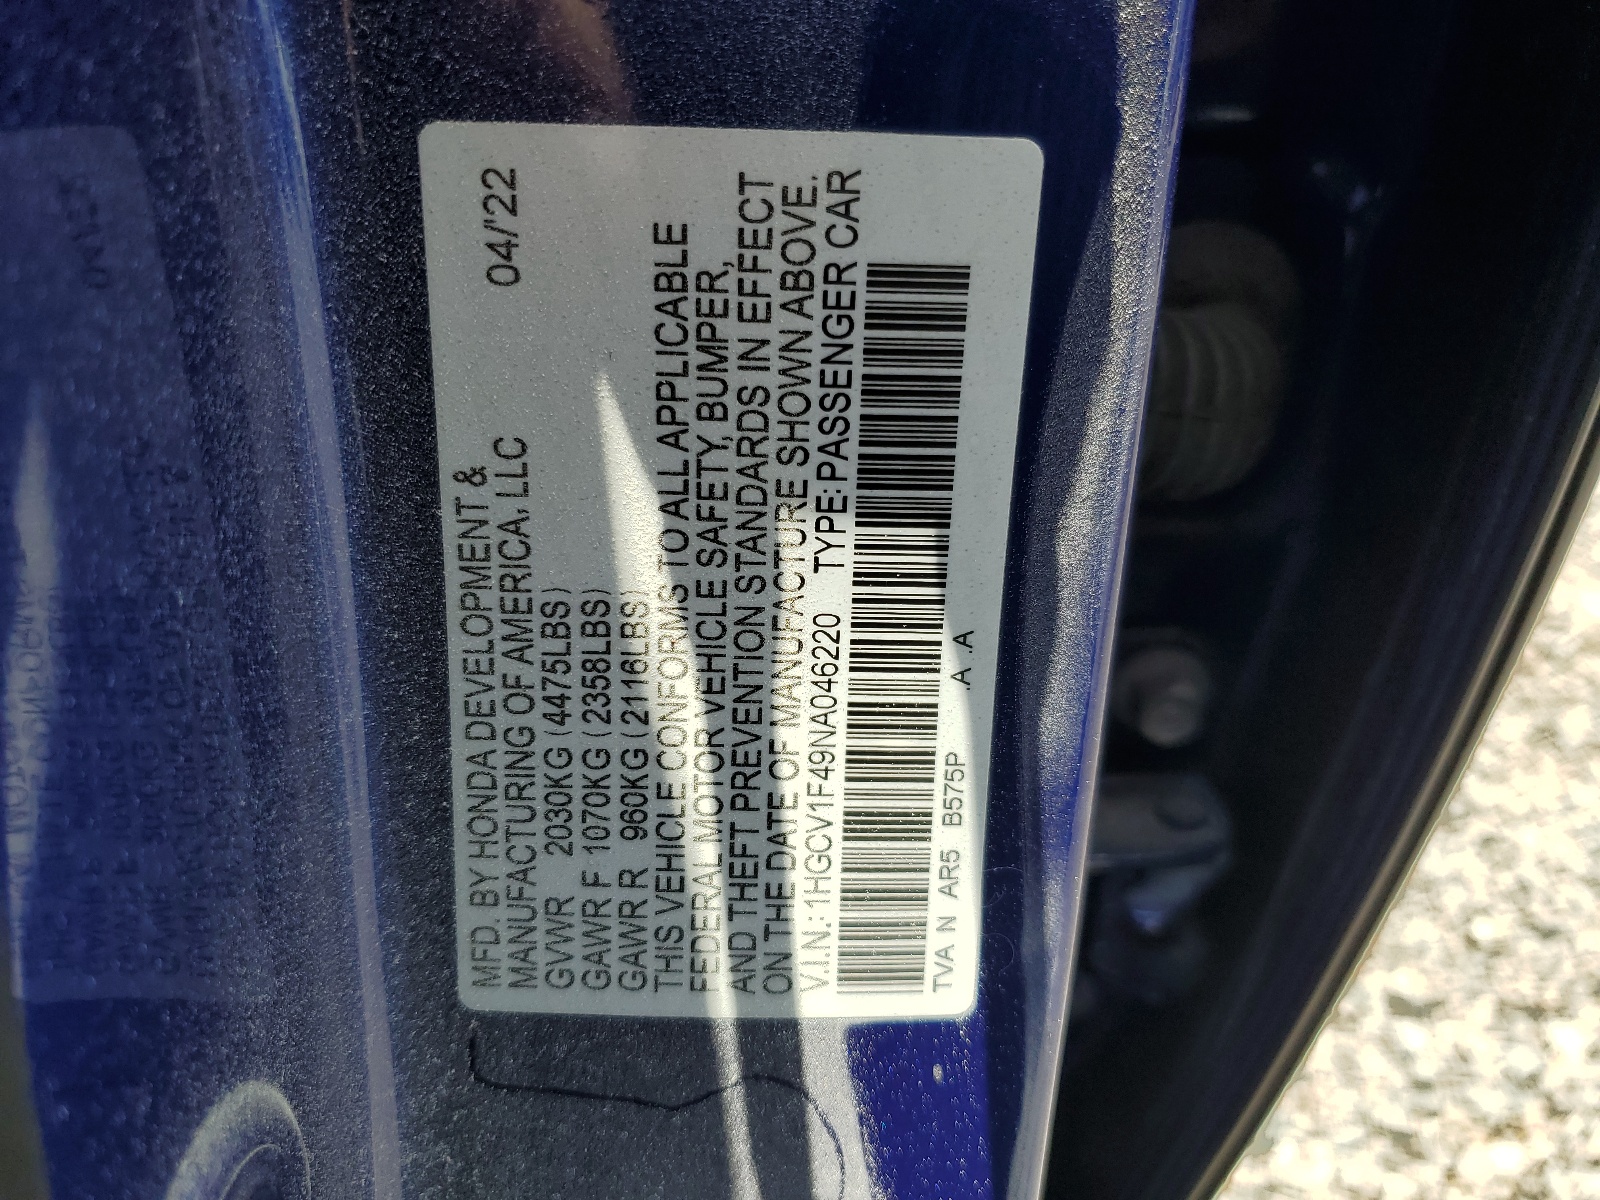 MFD. BY HONDA DEVELOPMENT & 04/'22
MANUFACTURING OF AMERICA, LLC
GVWR 2030KG (4475LBS)
GAWR F 1070KG (2358LBS)
GAWR R 960KG (2116LBS)
THIS VEHICLE CONFORMS TO ALL APPLICABLE
FEDERAL MOTOR VEHICLE SAFETY, BUMPER,
AND THEFT PREVENTION STANDARDS IN EFFECT
ON THE DATE OF MANUFACTURE SHOWN ABOVE.
V.I.N.: 1HGCV1F49NA046220 TYPE: PASSENGER CAR
TVA N AR5 B575P .A .A